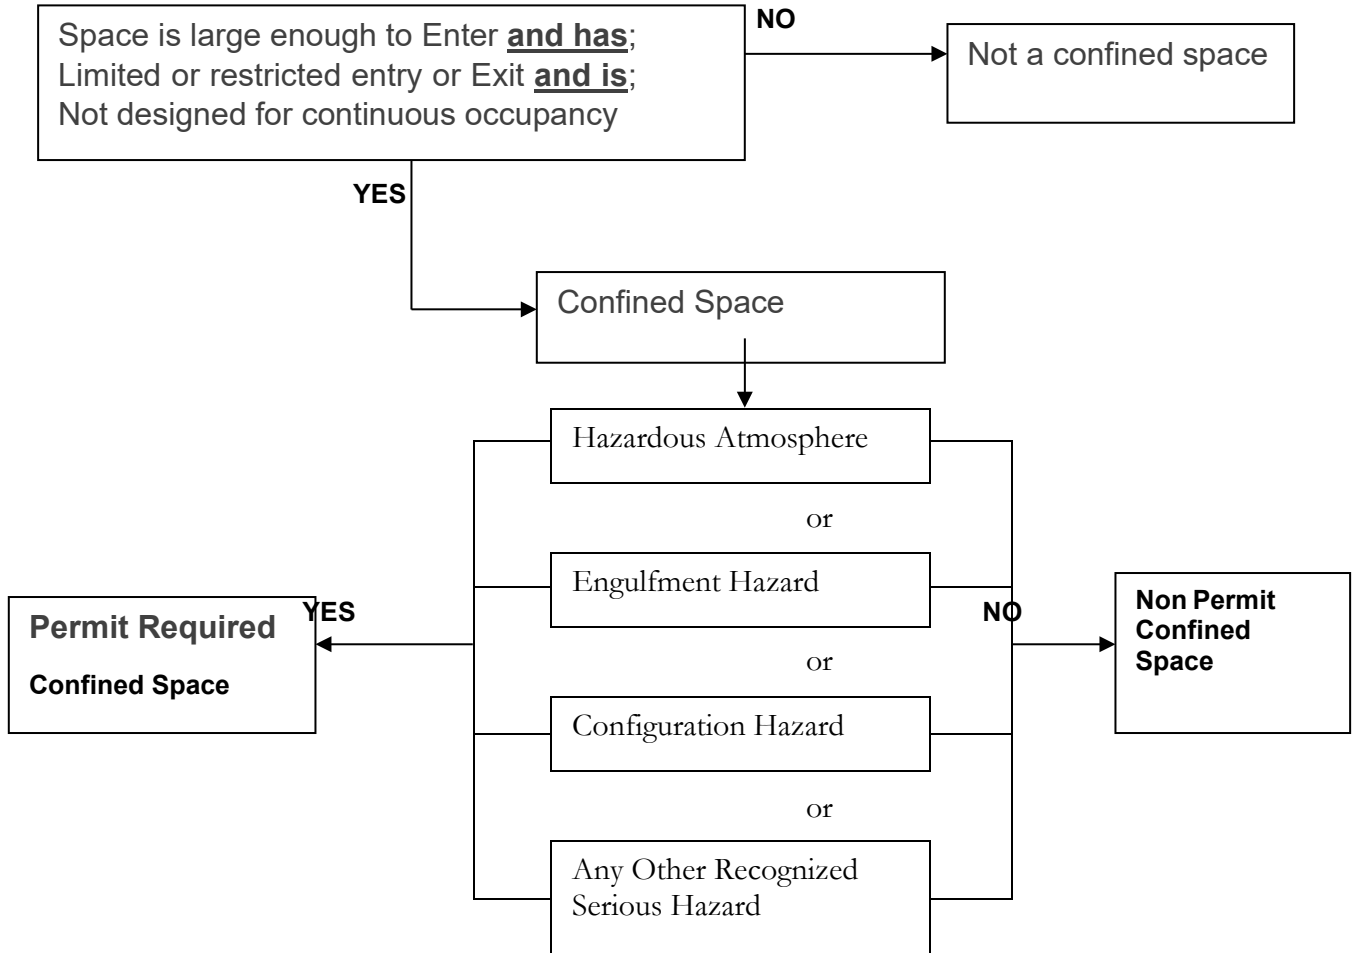 NO
Space is large enough to Enter and has;
Limited or restricted entry or Exit and is;
Not designed for continuous occupancy
Not a confined space
YES
Confined Space
Hazardous Atmosphere
or
Engulfment Hazard
YES
Permit Required
Confined Space
NO
Non Permit
Confined
Space
or
Configuration Hazard
or
Any Other Recognized
Serious Hazard